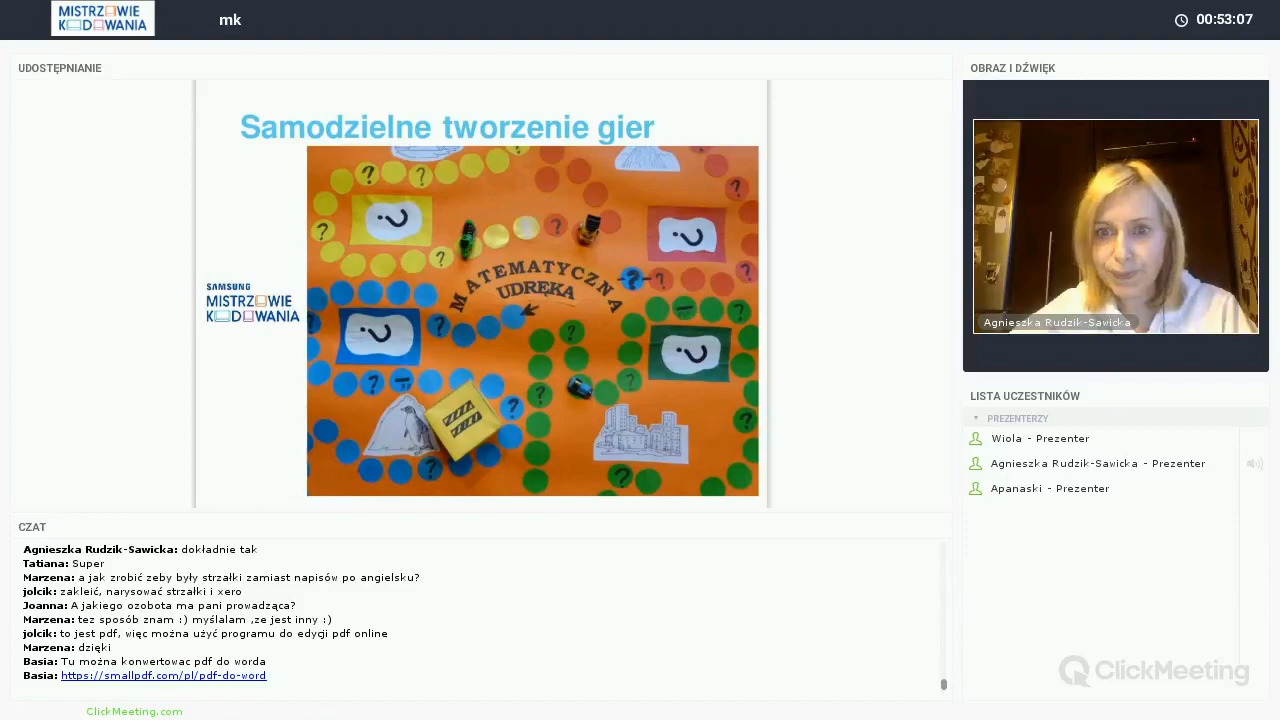 MISTRZOWIE
KODOWANIA
mk
00:53:07
UDOSTĘPNIANIE
Samodzielne tworzenie gier
MATEMATYCZNA
UDRĘKA
SAMSUNG
MISTRZOWIE
KODOWANIA
OBRAZ I DŹWIĘK
Agnieszka Rudzik-Sawicka
LISTA UCZESTNIKÓW
PREZENTERZY
Wiola - Prezenter
Agnieszka Rudzik-Sawicka - Prezenter
Apanaski - Prezenter
CZAT
Agnieszka Rudzik-Sawicka: dokładnie tak
Tatiana: Super
Marzena: a jak zrobić zeby były strzałki zamiast napisów po angielsku?
jolcik: zakleić, narysować strzałki i xero
Joanna: A jakiego ozobota ma pani prowadząca?
Marzena: tez sposób znam :) myślalam ,ze jest inny :)
jolcik: to jest pdf, więc można użyć programu do edycji pdf online
Marzena: dzięki
Basia: Tu można konwertowac pdf do worda
Basia: https://smallpdf.com/pl/pdf-do-word
ClickMeeting
ClickMeeting.com